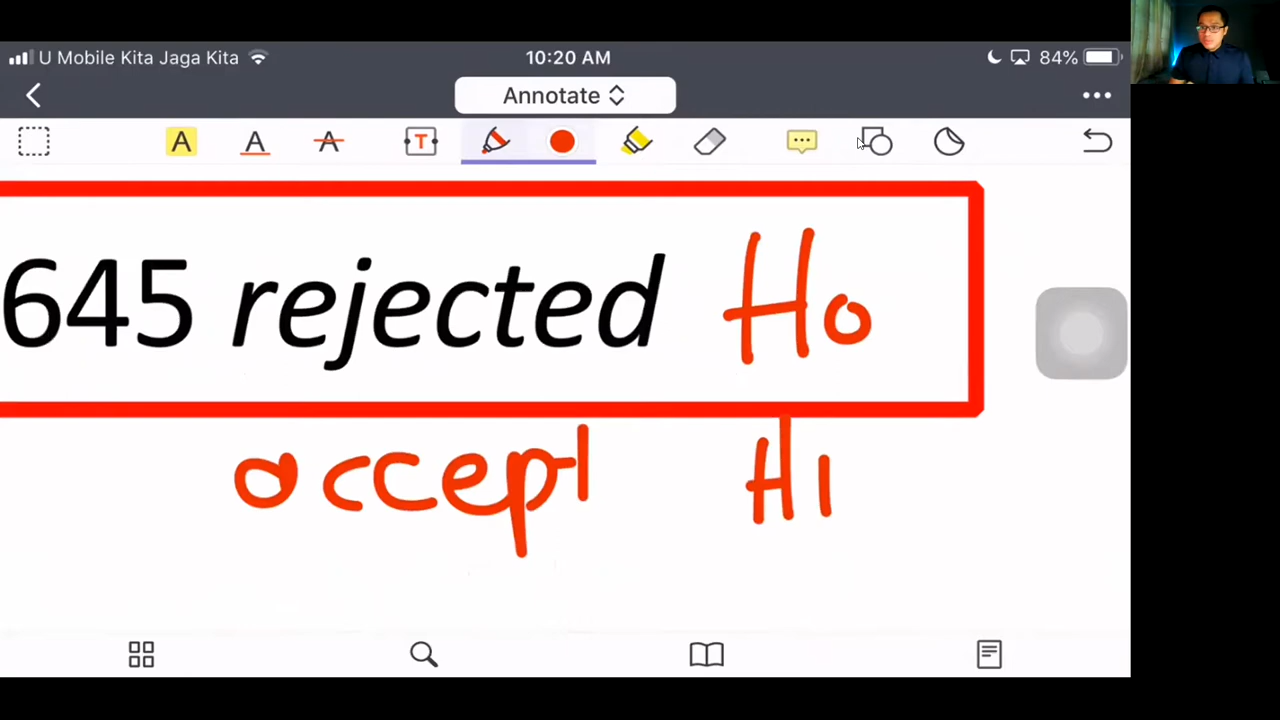 U Mobile Kita Jaga Kita
10:20 AM
84%
Annotate
A
A
A
T
645 rejected
Ho
accept
H1